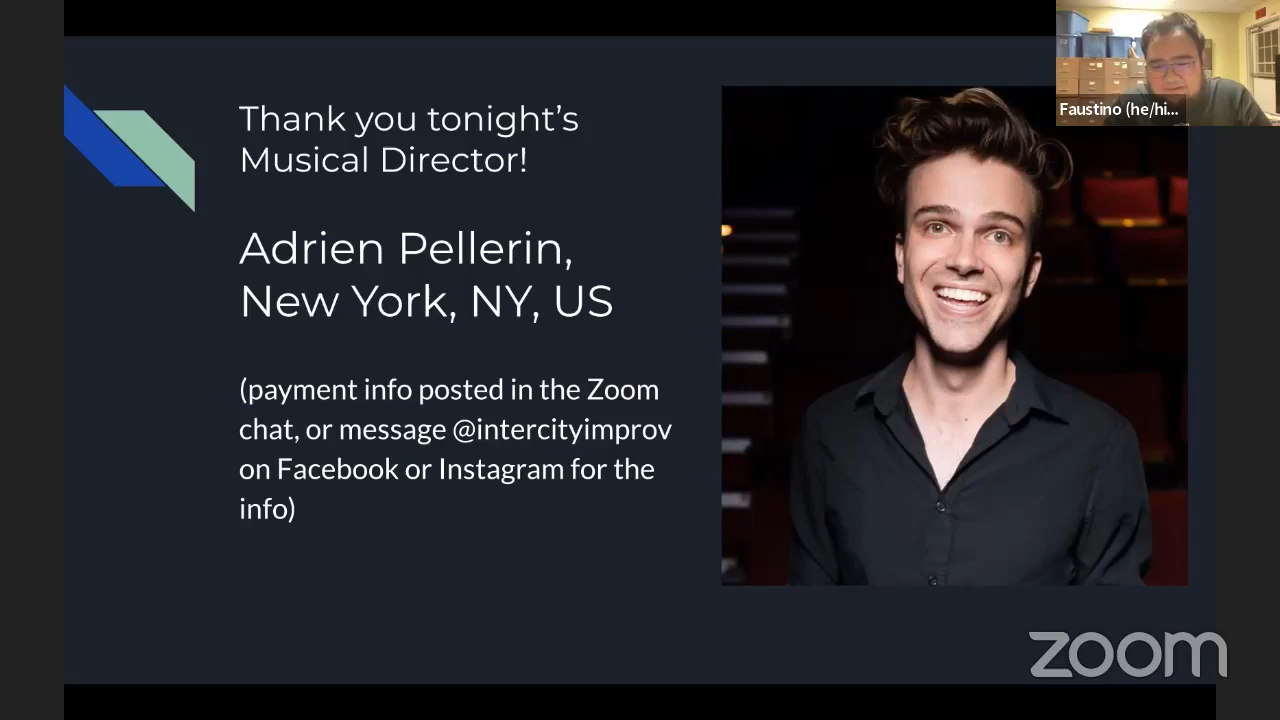 Thank you tonight's
Musical Director!
Adrien Pellerin,
New York, NY, US
(payment info posted in the Zoom
chat, or message @intercityimprov
on Facebook or Instagram for the
info)
Faustino (he/hi...
zoom